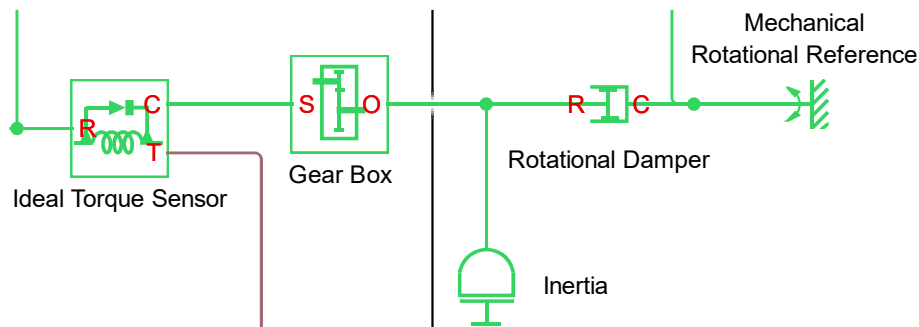 Mechanical
Rotational Reference
R
C
T
Ideal Torque Sensor
S
O
Gear Box
R
C
Rotational Damper
Inertia